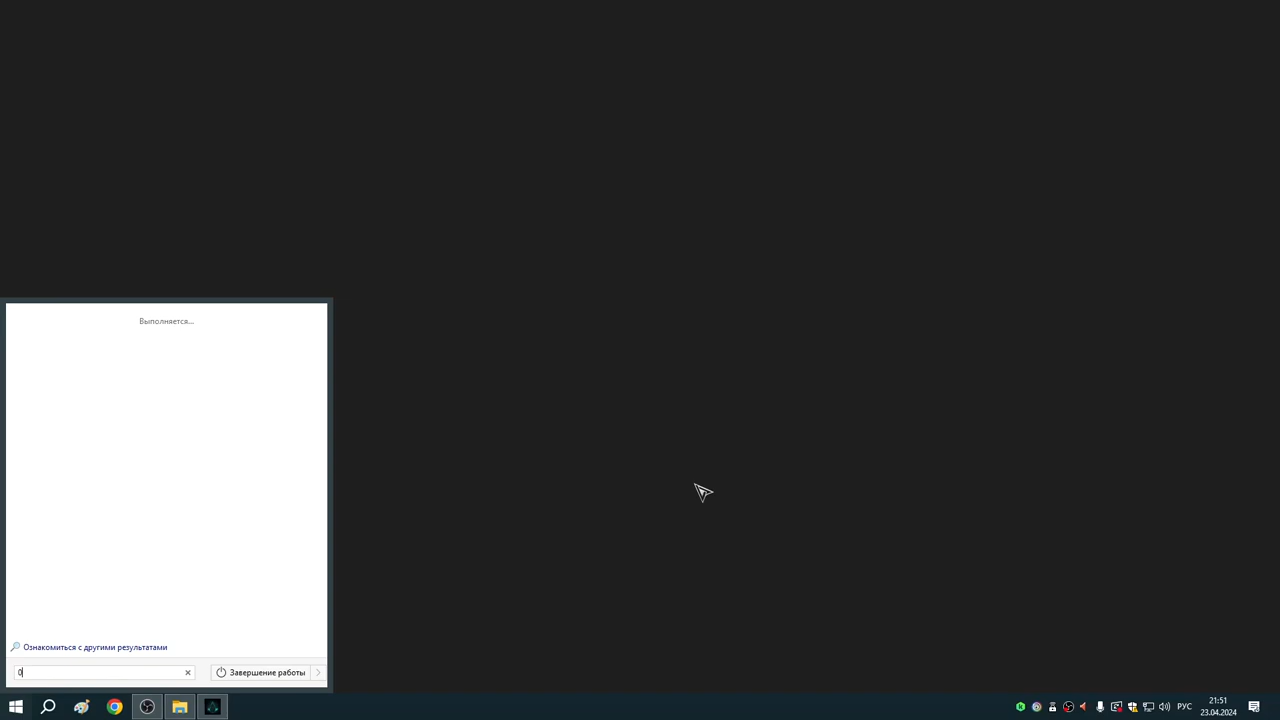 Выполняется...
Ознакомиться с другими результатами
0
Завершение работы
РУС
21:51
23.04.2024